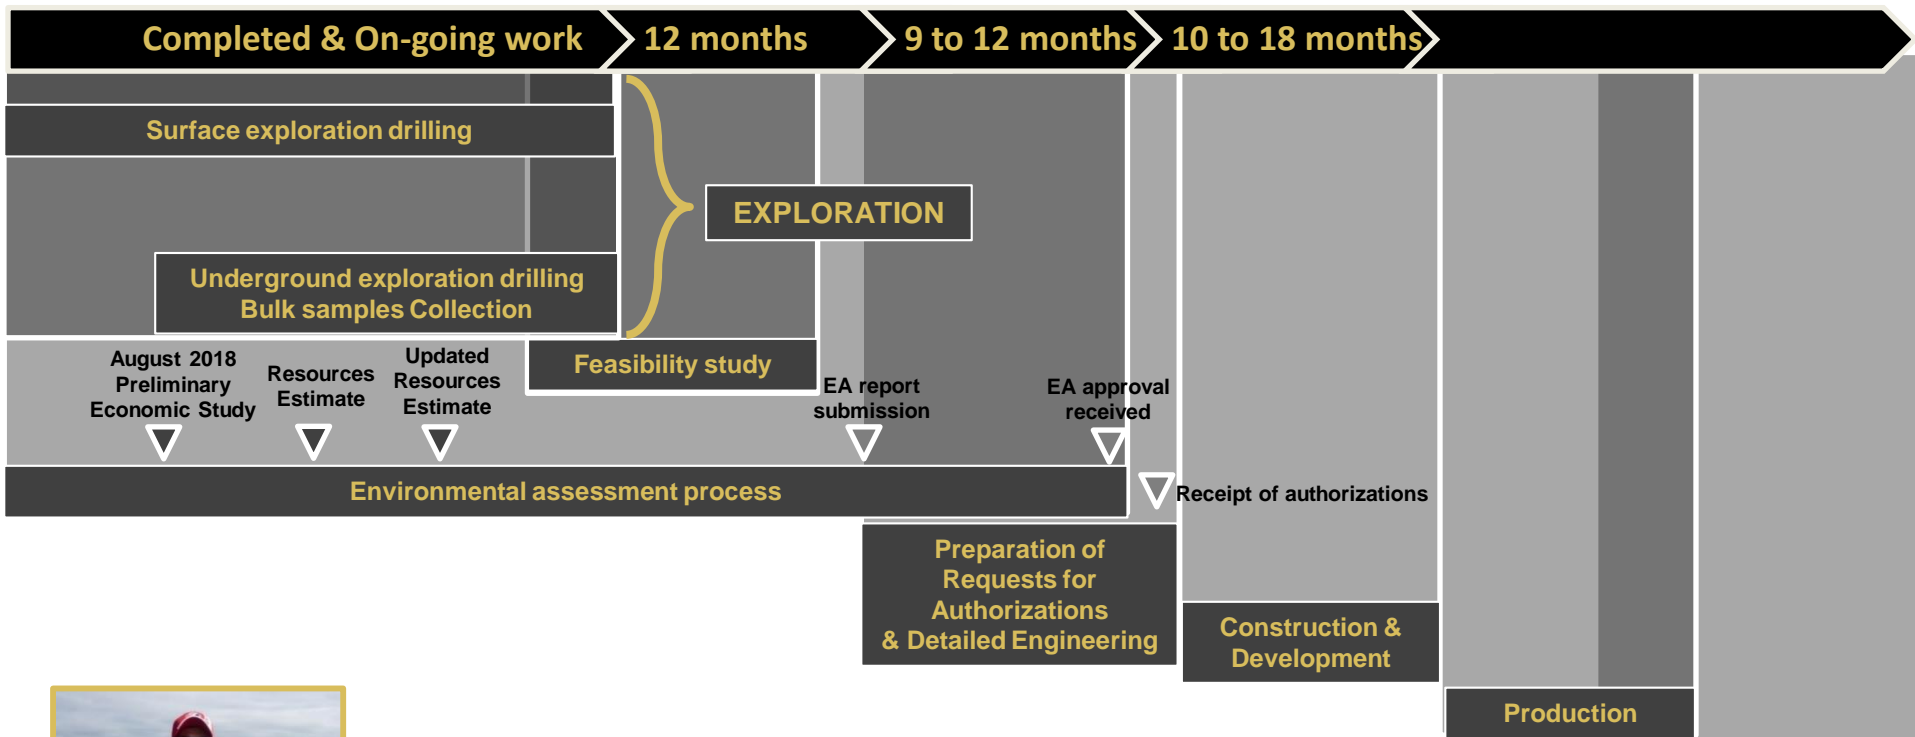 Completed & On-going work
12 months
9 to 12 months
10 to 18 months
Surface exploration drilling
EXPLORATION
Underground exploration drilling
Bulk samples Collection
August 2018
Preliminary
Economic Study
Resources
Estimate
Updated
Resources
Estimate
Feasibility study
EA report
submission
EA approval
received
Environmental assessment process
Receipt of authorizations
Preparation of
Requests for
Authorizations
& Detailed Engineering
Construction &
Development
Production